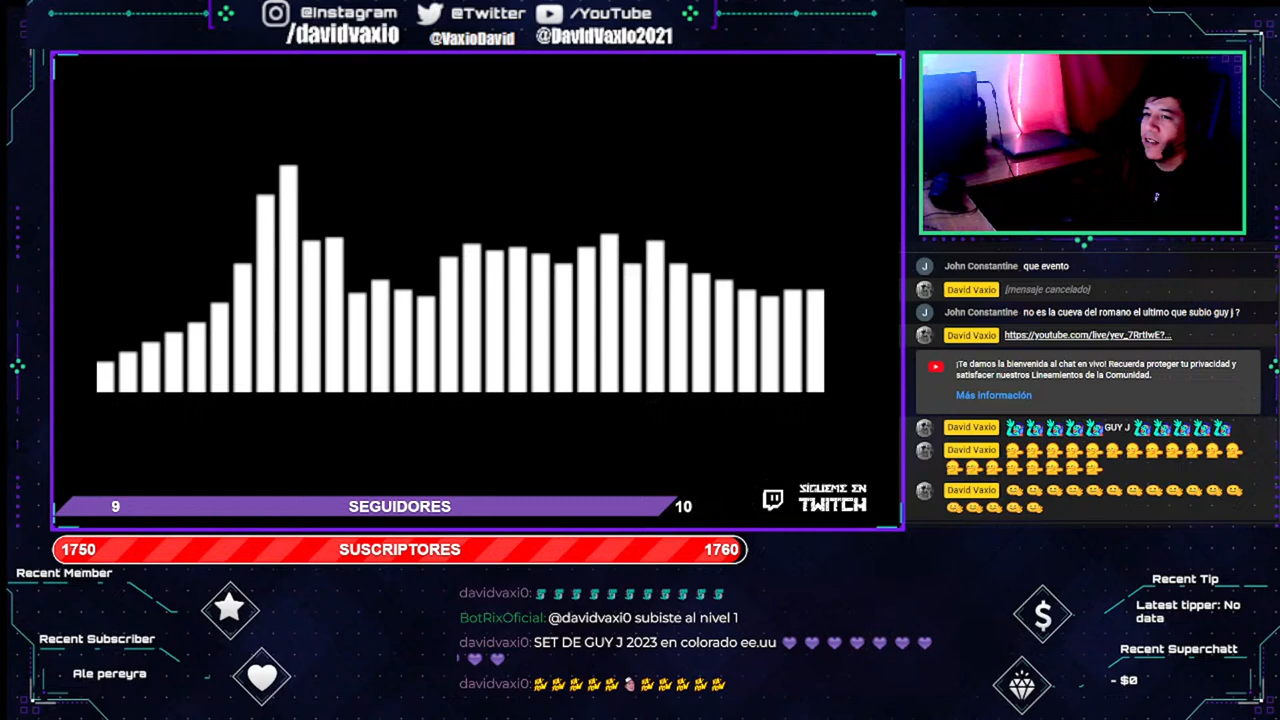 @Instagram
/davidvaxio
@Twitter
@VaxioDavid
/YouTube
@DavidVaxio2021
John Constantine que evento
David Vaxio [mensaje cancelado]
John Constantine no es la cueva del romano el ultimo que subio guy j ?
David Vaxio https://youtube.com/live/yev_7RrtIwE?...
¡Te damos la bienvenida al chat en vivo! Recuerda proteger tu privacidad y
satisfacer nuestros Lineamientos de la Comunidad.
Más información
David Vaxio GUY J
David Vaxio
David Vaxio
9 SEGUIDORES 10
SÍGUEME EN
TWITCH
1750 SUSCRIPTORES 1760
Recent Member
Recent Subscriber
Ale pereyra
davidvaxi0:
BotRixOficial: @davidvaxi0 subiste al nivel 1
davidvaxi0: SET DE GUY J 2023 en colorado ee.uu
davidvaxi0:
Recent Tip
Latest tipper: No
data
Recent Superchatt
- $0